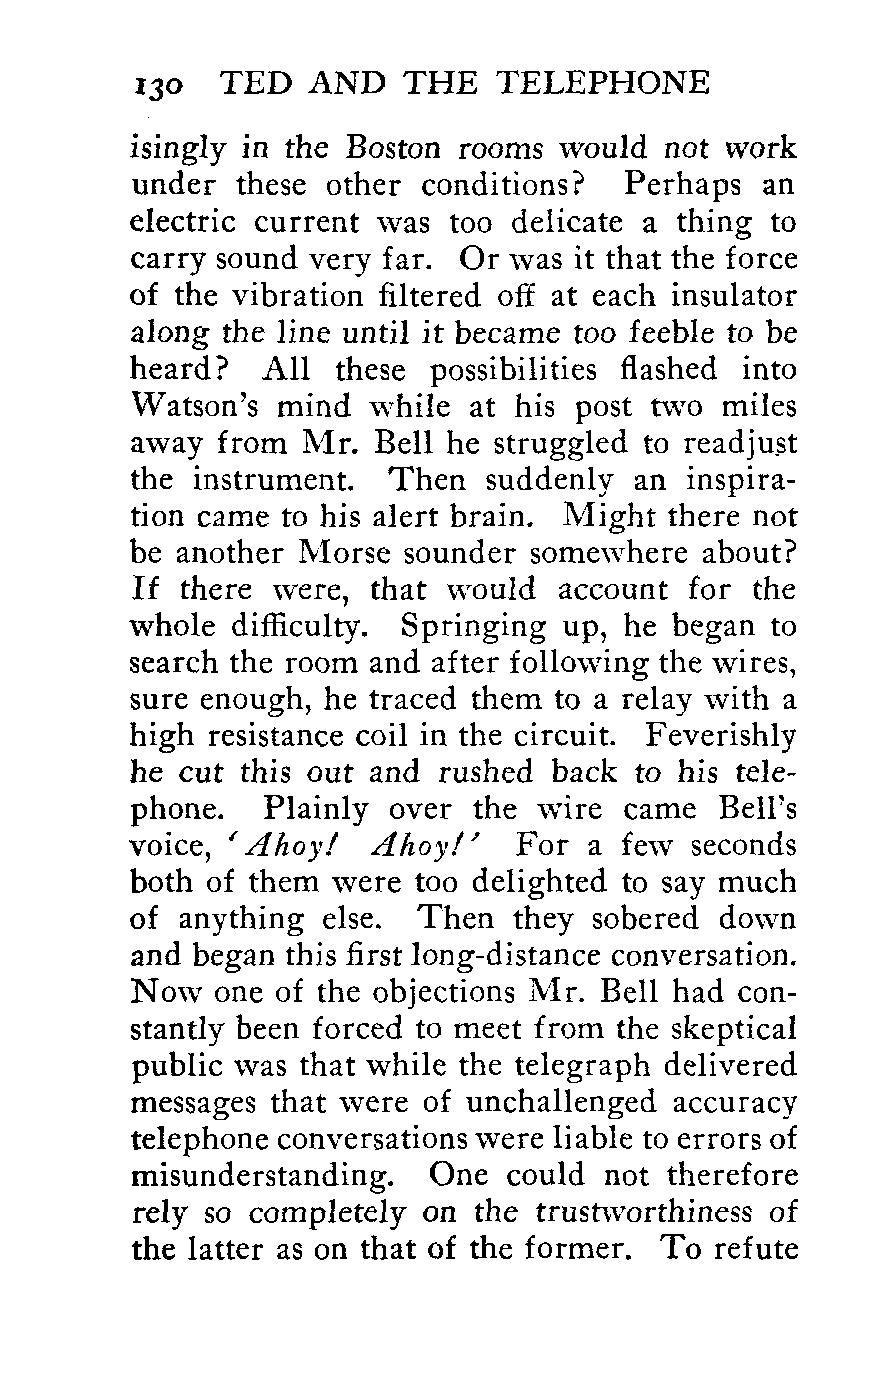 130 TED AND THE TELEPHONE
isingly in the Boston rooms would not work
under these other conditions? Perhaps an
electric current was too delicate a thing to
carry sound very far. Or was it that the force
of the vibration filtered off at each insulator
along the line until it became too feeble to be
heard? All these possibilities flashed into
Watson's mind while at his post two miles
away from Mr. Bell he struggled to readjust
the instrument. Then suddenly an inspira-
tion came to his alert brain. Might there not
be another Morse sounder somewhere about?
If there were, that would account for the
whole difficulty. Springing up, he began to
search the room and after following the wires,
sure enough, he traced them to a relay with a
high resistance coil in the circuit. Feverishly
he cut this out and rushed back to his tele-
phone. Plainly over the wire came Bell's
voice, 'Ahoy! Ahoy!' For a few seconds
both of them were too delighted to say much
of anything else. Then they sobered down
and began this first long-distance conversation.
Now one of the objections Mr. Bell had con-
stantly been forced to meet from the skeptical
public was that while the telegraph delivered
messages that were of unchallenged accuracy
telephone conversations were liable to errors of
misunderstanding. One could not therefore
rely so completely on the trustworthiness of
the latter as on that of the former. To refute